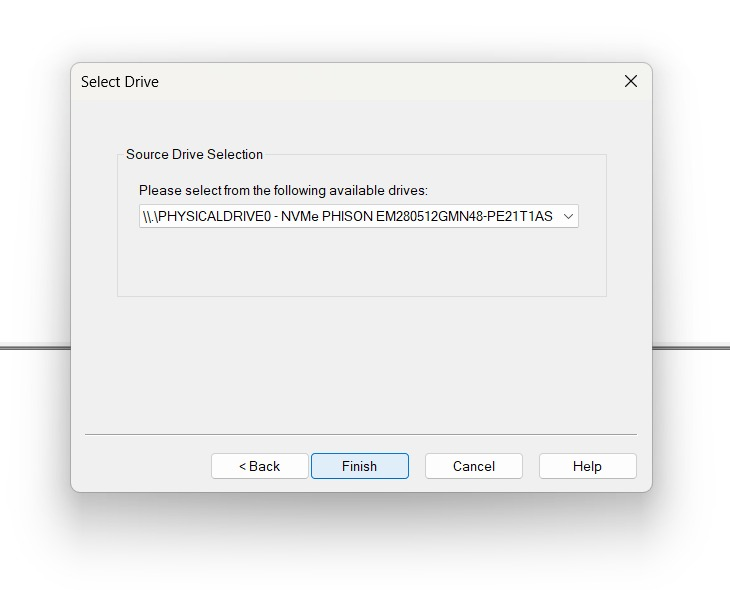 Select Drive
Source Drive Selection
Please select from the following available drives:
\\.\PHYSICALDRIVE0 - NVMe PHISON EM280512GMN48-PE21T1AS
< Back
Finish
Cancel
Help